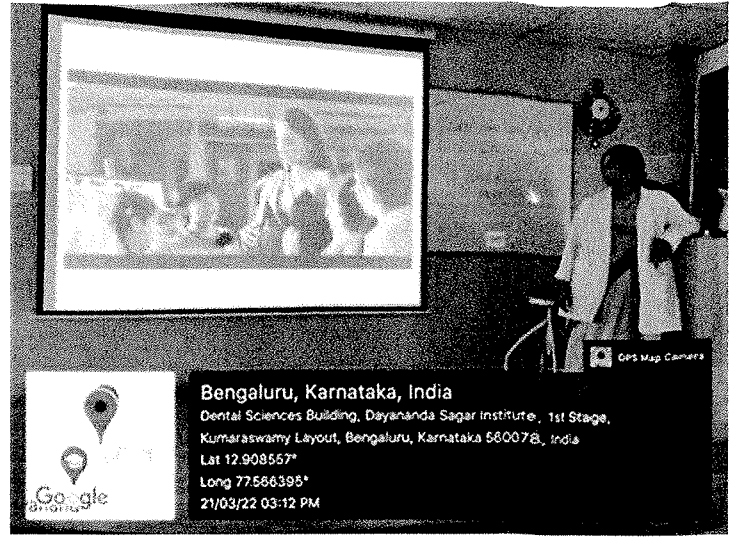 GPS Map Camera
Bengaluru, Karnataka, India
Dental Sciences Building, Dayananda Sagar Institute, 1st Stage,
Kumaraswamy Layout, Bengaluru, Karnataka 560078, India
Lat 12.908557°
Long 77.566395°
21/03/22 03:12 PM
Google